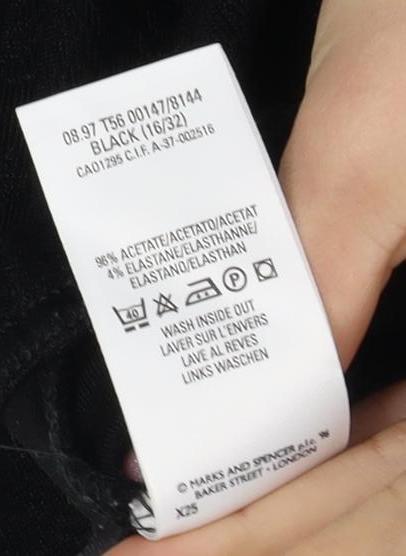 08.97 T56 00147/8144
BLACK (16/32)
CA01295 C.I.F. A-37-002516
96% ACETATE/ACETATO/ACETAT
4% ELASTANE/ELASTHANNE/
ELASTANO/ELASTHAN
40 P
WASH INSIDE OUT
LAVER SUR L'ENVERS
LAVE AL REVES
LINKS WASCHEN
© MARKS AND SPENCER p.l.c. 96
BAKER STREET • LONDON
X25